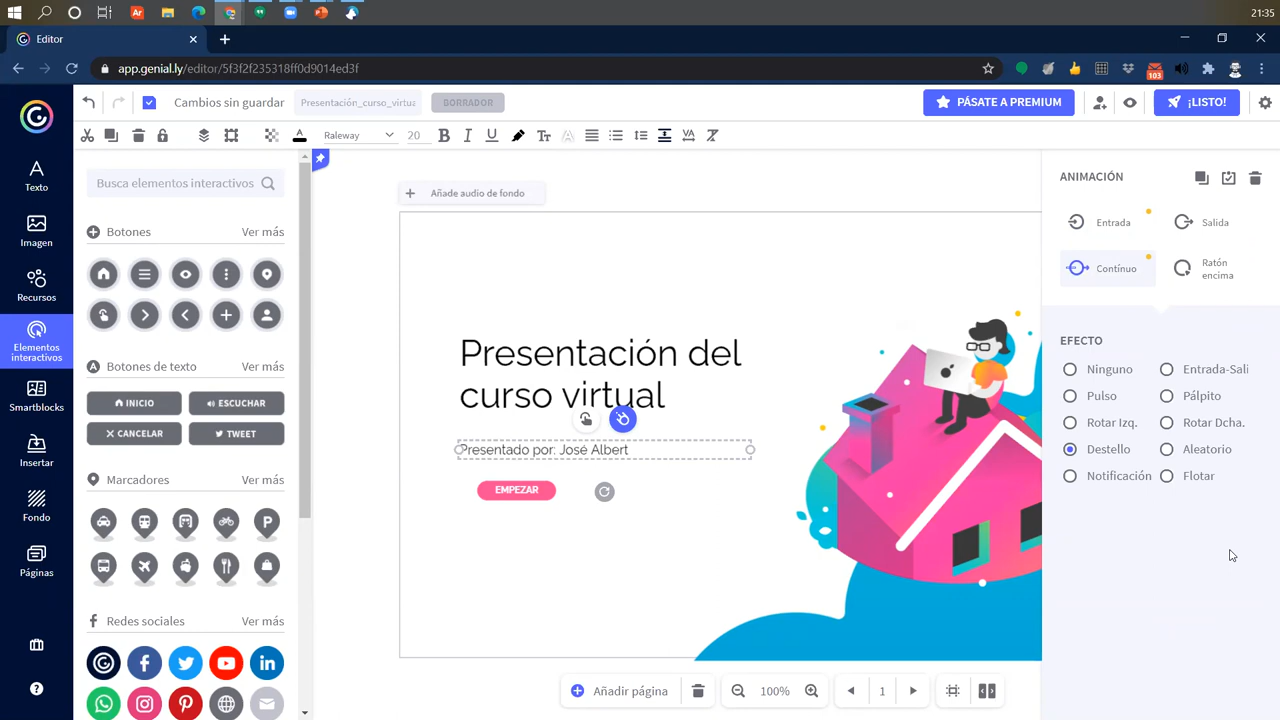 Ar
21:35
Editor
app.genial.ly/editor/5f3f2f235318ff0d9014ed3f
103
Cambios sin guardar
Presentación_curso_virtua
BORRADOR
PÁSATE A PREMIUM
¡LISTO!
Raleway
20
Texto
Imagen
Recursos
Elementos
interactivos
Smartblocks
Insertar
Fondo
Páginas
Busca elementos interactivos
Botones
Ver más
Botones de texto
Ver más
INICIO
ESCUCHAR
CANCELAR
TWEET
Marcadores
Ver más
Redes sociales
Ver más
Añade audio de fondo
Presentación del
curso virtual
Presentado por: José Albert
EMPEZAR
Añadir página
100%
1
ANIMACIÓN
Entrada
Salida
Contínuo
Ratón
encima
EFECTO
Ninguno
Entrada-Sali
Pulso
Pálpito
Rotar Izq.
Rotar Dcha.
Destello
Aleatorio
Notificación
Flotar